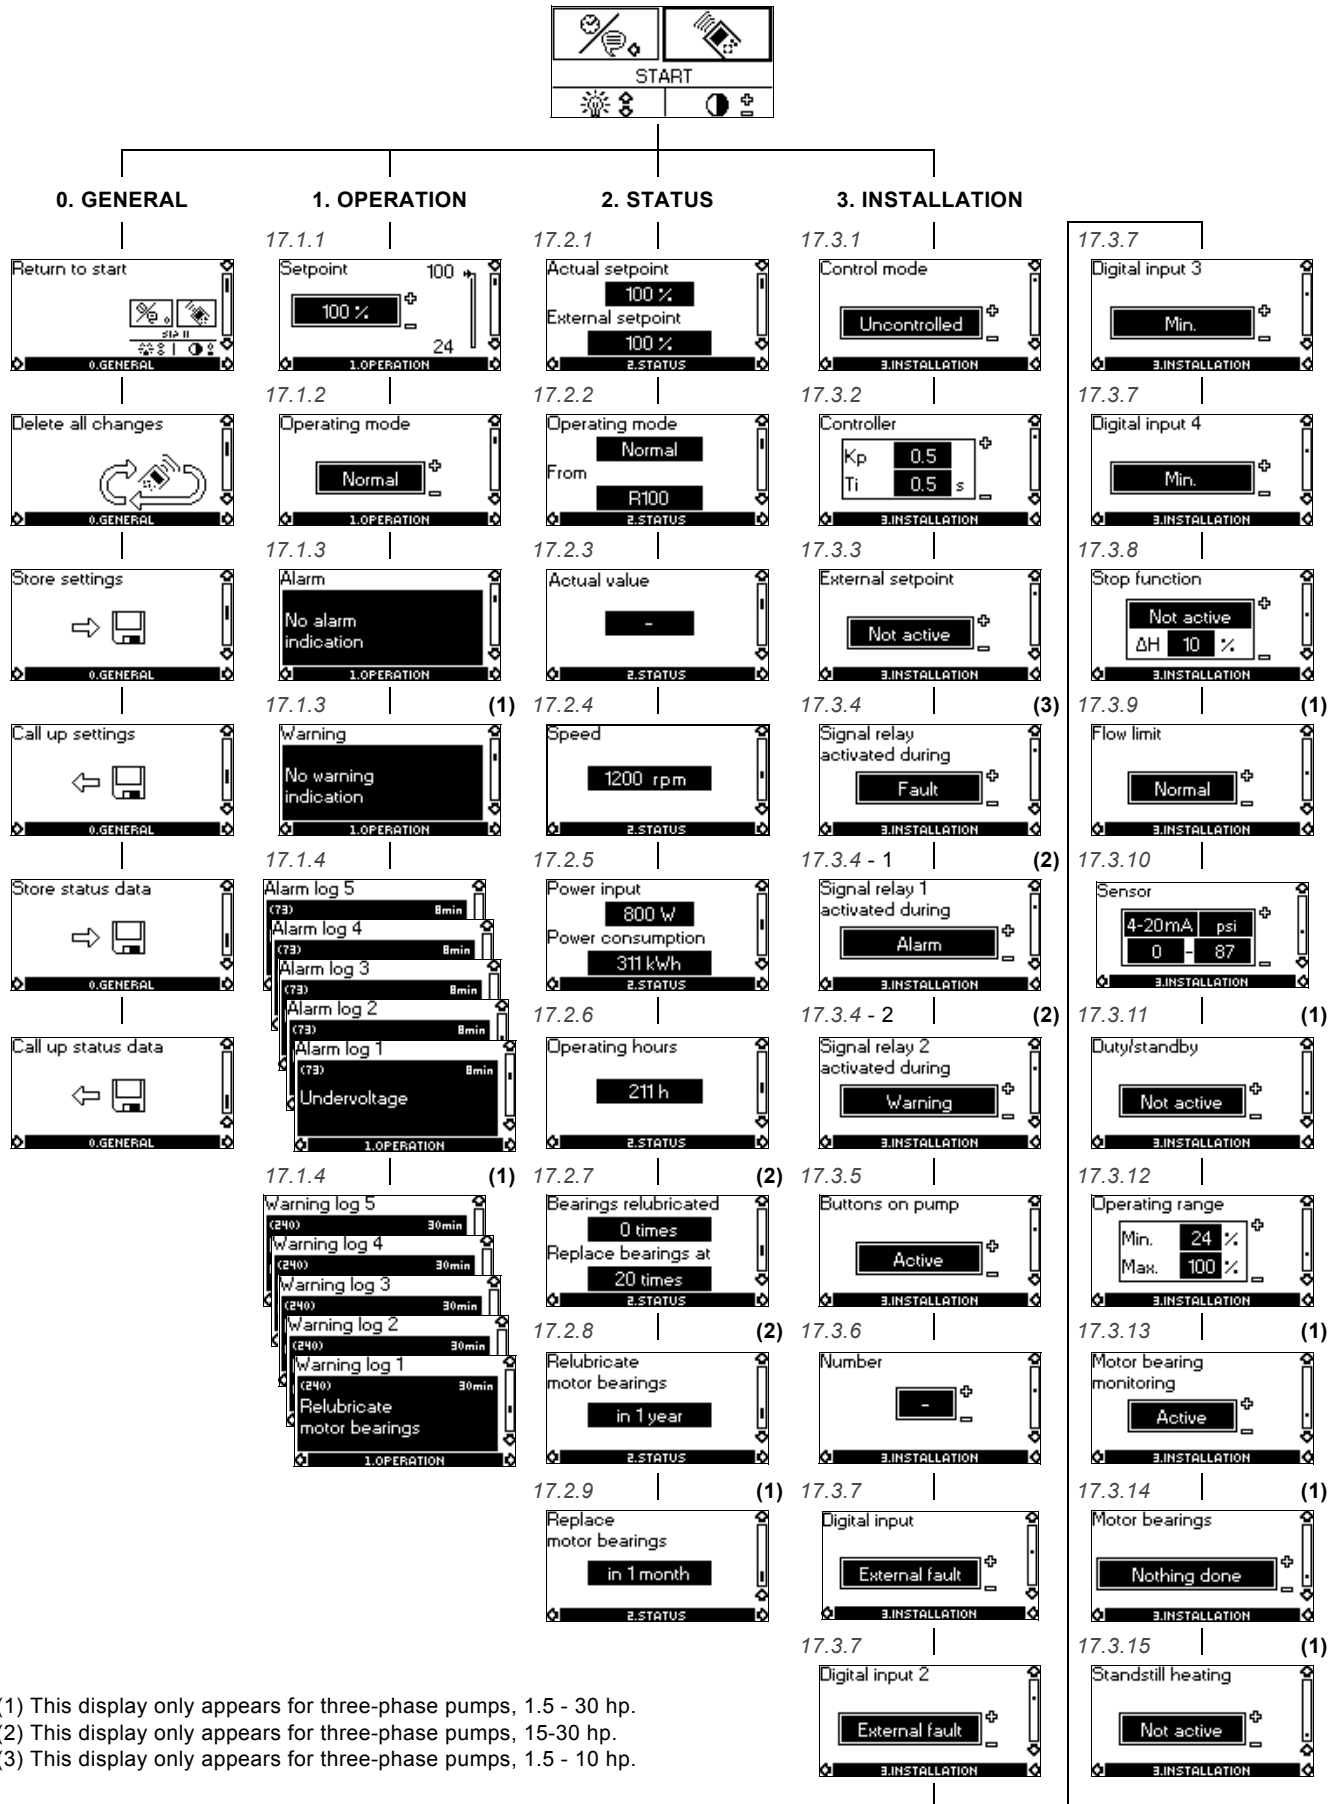 START
0. GENERAL
1. OPERATION
2. STATUS
3. INSTALLATION
Return to start
START
0.GENERAL
Delete all changes
0.GENERAL
Store settings
0.GENERAL
Call up settings
0.GENERAL
Store status data
0.GENERAL
Call up status data
0.GENERAL
17.1.1
Setpoint
100
100 %
24
1.OPERATION
17.1.2
Operating mode
Normal
1.OPERATION
17.1.3
Alarm
No alarm
indication
1.OPERATION
17.1.3 (1)
Warning
No warning
indication
1.OPERATION
17.1.4
Alarm log 5
(73) 8min
Alarm log 4
(73) 8min
Alarm log 3
(73) 8min
Alarm log 2
(73) 8min
Alarm log 1
(73) 8min
Undervoltage
1.OPERATION
17.1.4 (1)
Warning log 5
(240) 30min
Warning log 4
(240) 30min
Warning log 3
(240) 30min
Warning log 2
(240) 30min
Warning log 1
(240) 30min
Relubricate
motor bearings
1.OPERATION
17.2.1
Actual setpoint
100 %
External setpoint
100 %
2.STATUS
17.2.2
Operating mode
Normal
From
R100
2.STATUS
17.2.3
Actual value
-
2.STATUS
17.2.4
Speed
1200 rpm
2.STATUS
17.2.5
Power input
800 W
Power consumption
311 kWh
2.STATUS
17.2.6
Operating hours
211 h
2.STATUS
17.2.7 (2)
Bearings relubricated
0 times
Replace bearings at
20 times
2.STATUS
17.2.8 (2)
Relubricate
motor bearings
in 1 year
2.STATUS
17.2.9 (1)
Replace
motor bearings
in 1 month
2.STATUS
17.3.1
Control mode
Uncontrolled
3.INSTALLATION
17.3.2
Controller
Kp 0.5
Ti 0.5 s
3.INSTALLATION
17.3.3
External setpoint
Not active
3.INSTALLATION
17.3.4 (3)
Signal relay
activated during
Fault
3.INSTALLATION
17.3.4 - 1 (2)
Signal relay 1
activated during
Alarm
3.INSTALLATION
17.3.4 - 2 (2)
Signal relay 2
activated during
Warning
3.INSTALLATION
17.3.5
Buttons on pump
Active
3.INSTALLATION
17.3.6
Number
-
3.INSTALLATION
17.3.7
Digital input
External fault
3.INSTALLATION
17.3.7
Digital input 2
External fault
3.INSTALLATION
17.3.7
Digital input 3
Min.
3.INSTALLATION
17.3.7
Digital input 4
Min.
3.INSTALLATION
17.3.8
Stop function
Not active
ΔH 10 %
3.INSTALLATION
17.3.9 (1)
Flow limit
Normal
3.INSTALLATION
17.3.10
Sensor
4-20mA psi
0 - 87
3.INSTALLATION
17.3.11 (1)
Duty/standby
Not active
3.INSTALLATION
17.3.12
Operating range
Min. 24 %
Max. 100 %
3.INSTALLATION
17.3.13 (1)
Motor bearing
monitoring
Active
3.INSTALLATION
17.3.14 (1)
Motor bearings
Nothing done
3.INSTALLATION
17.3.15 (1)
Standstill heating
Not active
3.INSTALLATION
(1) This display only appears for three-phase pumps, 1.5 - 30 hp.
(2) This display only appears for three-phase pumps, 15-30 hp.
(3) This display only appears for three-phase pumps, 1.5 - 10 hp.